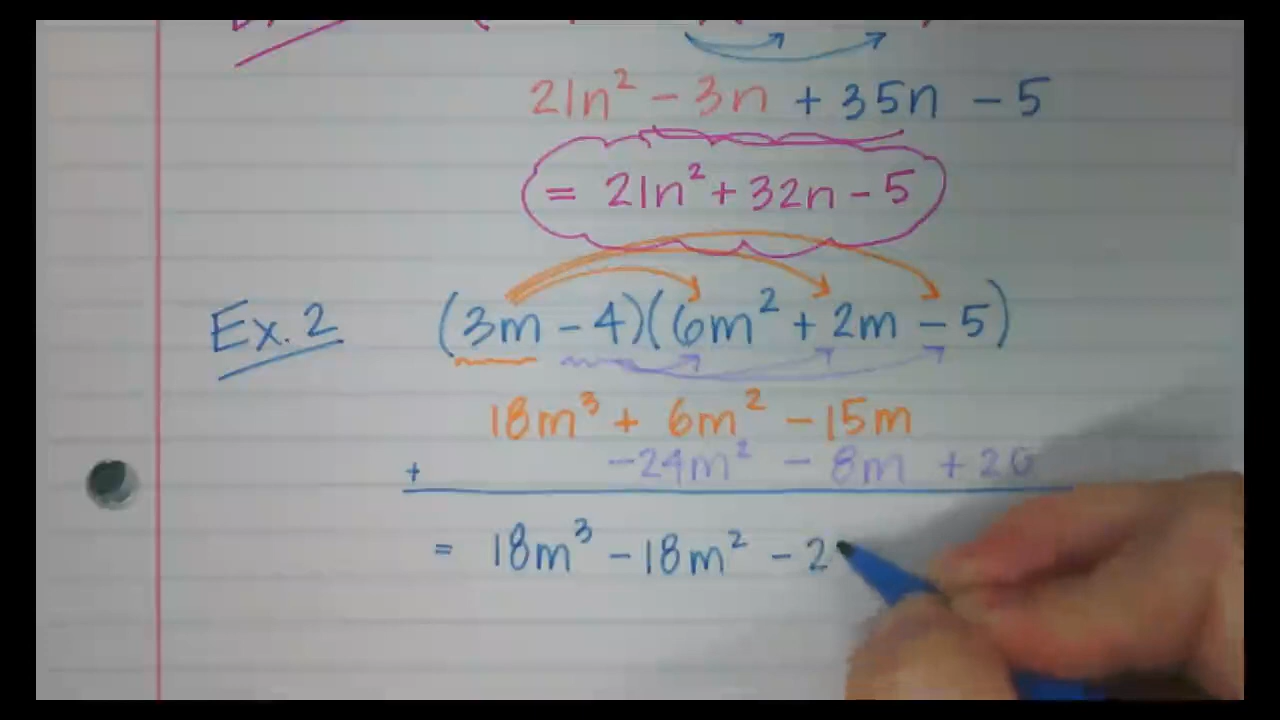 21n² - 3n + 35n - 5
= 21n² + 32n - 5
Ex. 2 (3m - 4)(6m² + 2m - 5)
18m³ + 6m² - 15m
+ -24m² - 8m + 20
= 18m³ - 18m² - 2